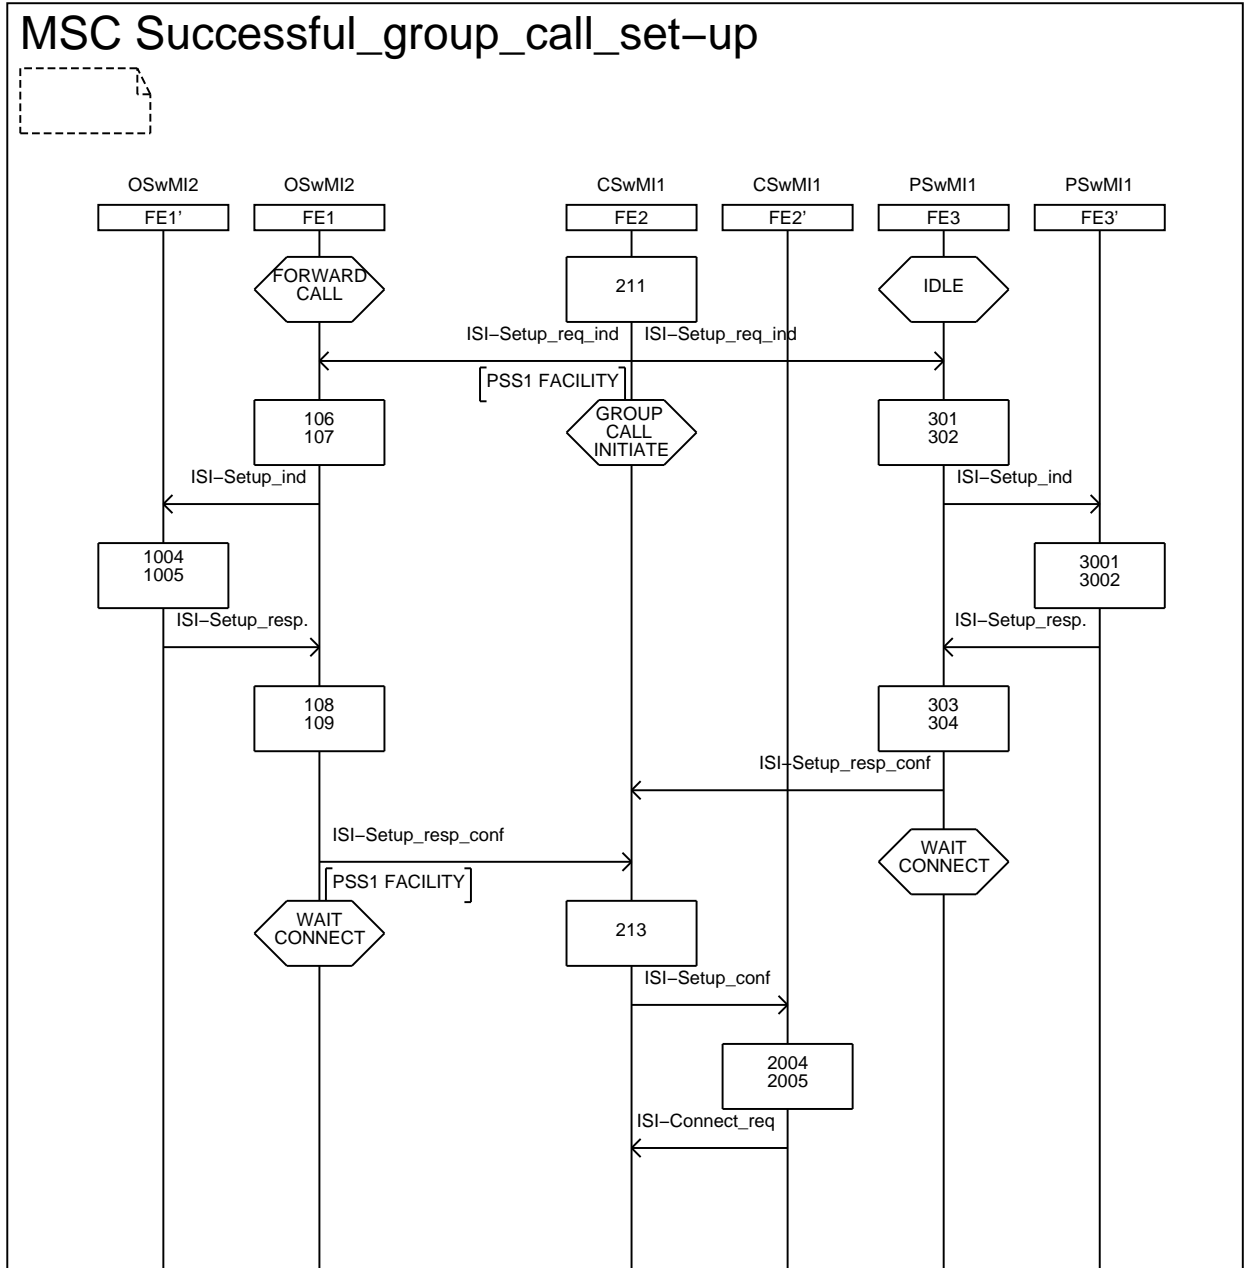 MSC Successful_group_call_set−up
OSwMI2 OSwMI2 CSwMI1 CSwMI1 PSwMI1 PSwMI1
FE1' FE1 FE2 FE2' FE3 FE3'
FORWARD
CALL
211
IDLE
ISI−Setup_req_ind ISI−Setup_req_ind
PSS1 FACILITY
106
107
GROUP
CALL
INITIATE
301
302
ISI−Setup_ind ISI−Setup_ind
1004
1005
3001
3002
ISI−Setup_resp. ISI−Setup_resp.
108
109
303
304
ISI−Setup_resp_conf
ISI−Setup_resp_conf
WAIT
CONNECT
PSS1 FACILITY
WAIT
CONNECT
213
ISI−Setup_conf
2004
2005
ISI−Connect_req